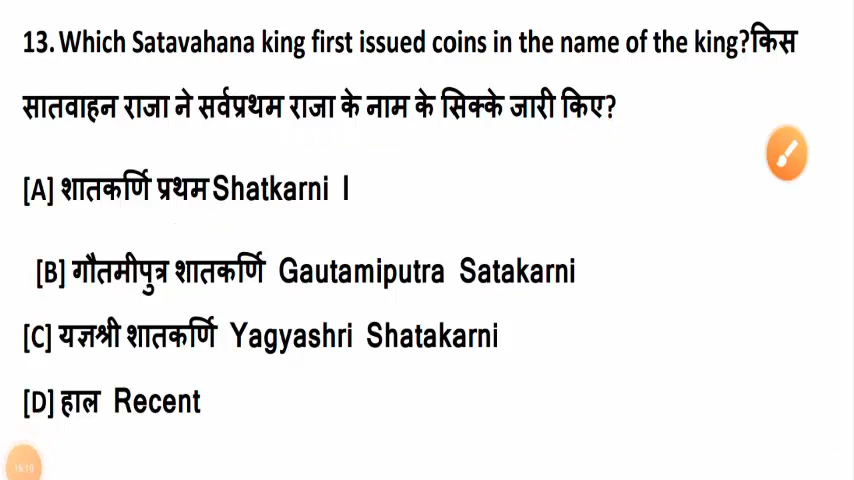 13. Which Satavahana king first issued coins in the name of the king?किस
सातवाहन राजा ने सर्वप्रथम राजा के नाम के सिक्के जारी किए?
[A] शातकर्णि प्रथम Shatkarni I
[B] गौतमीपुत्र शातकर्णि Gautamiputra Satakarni
[C] यज्ञश्री शातकर्णि Yagyashri Shatakarni
[D] हाल Recent